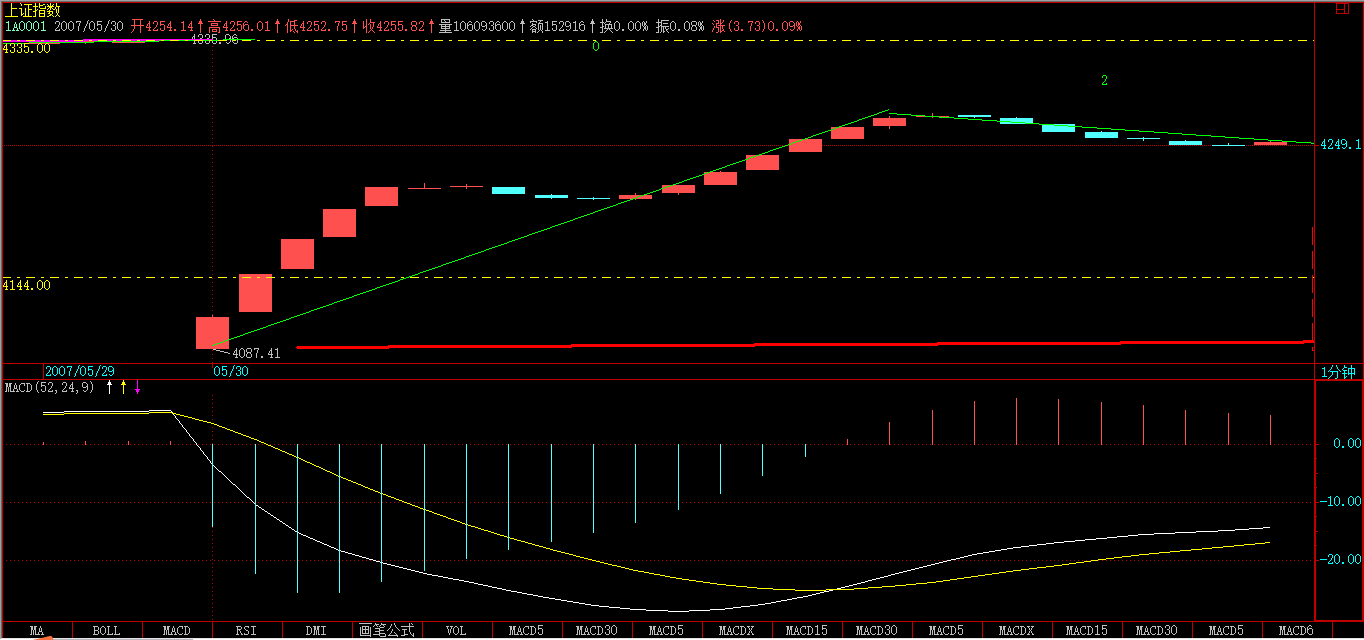 上证指数
1A0001 2007/05/30 开4254.14↑高4256.01↑低4252.75↑收4255.82↑量106093600↑额152916↑换0.00% 振0.08% 涨(3.73)0.09%
4335.96
4335.00
0
2
4249.1
4144.00
4087.41
2007/05/29 05/30 1分钟
MACD(52,24,9) ↑ ↑ ↓
0.00
-10.00
-20.00
MA BOLL MACD RSI DMI 画笔公式 VOL MACD5 MACD30 MACD5 MACDX MACD15 MACD30 MACD5 MACDX MACD15 MACD30 MACD5 MACD6